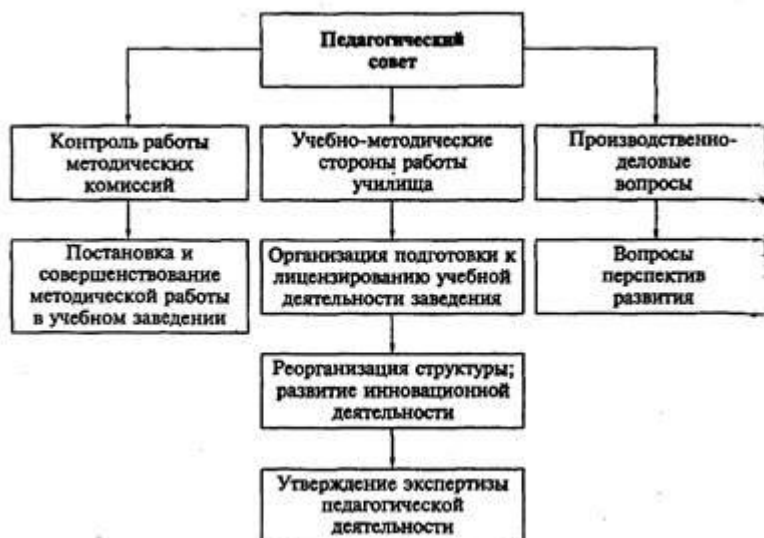 Педагогический
совет
Контроль работы
методических
комиссий
Учебно-методические
стороны работы
училища
Производственно-
деловые
вопросы
Постановка и
совершенствование
методической работы
в учебном заведении
Организация подготовки к
лицензированию учебной
деятельности заведения
Вопросы
перспектив
развития
Реорганизация структуры;
развитие инновационной
деятельности
Утверждение экспертизы
педагогической
деятельности